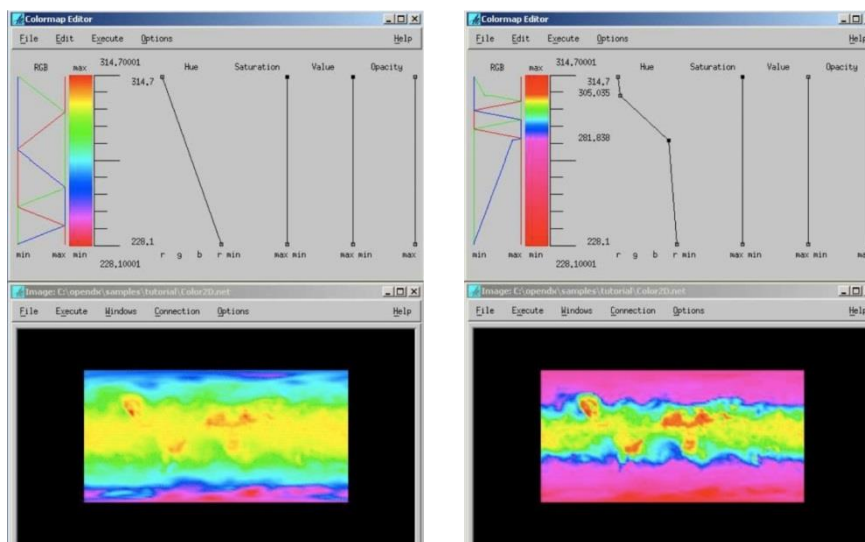 Colormap Editor
File Edit Execute Options Help
RGB max 314.70001 Hue Saturation Value Opacity
314.7
228.1
min max min r g b r min max min max min max
228.10001
Image: C:\opendx\samples\tutorial\Color2D.net
File Execute Windows Connection Options Help
Colormap Editor
File Edit Execute Options Help
RGB max 314.70001 Hue Saturation Value Opacity
314.7
305.035
281.838
228.1
min max min r g b r min max min max min ma
228.10001
Image: C:\opendx\samples\tutorial\Color2D.net
File Execute Windows Connection Options Help